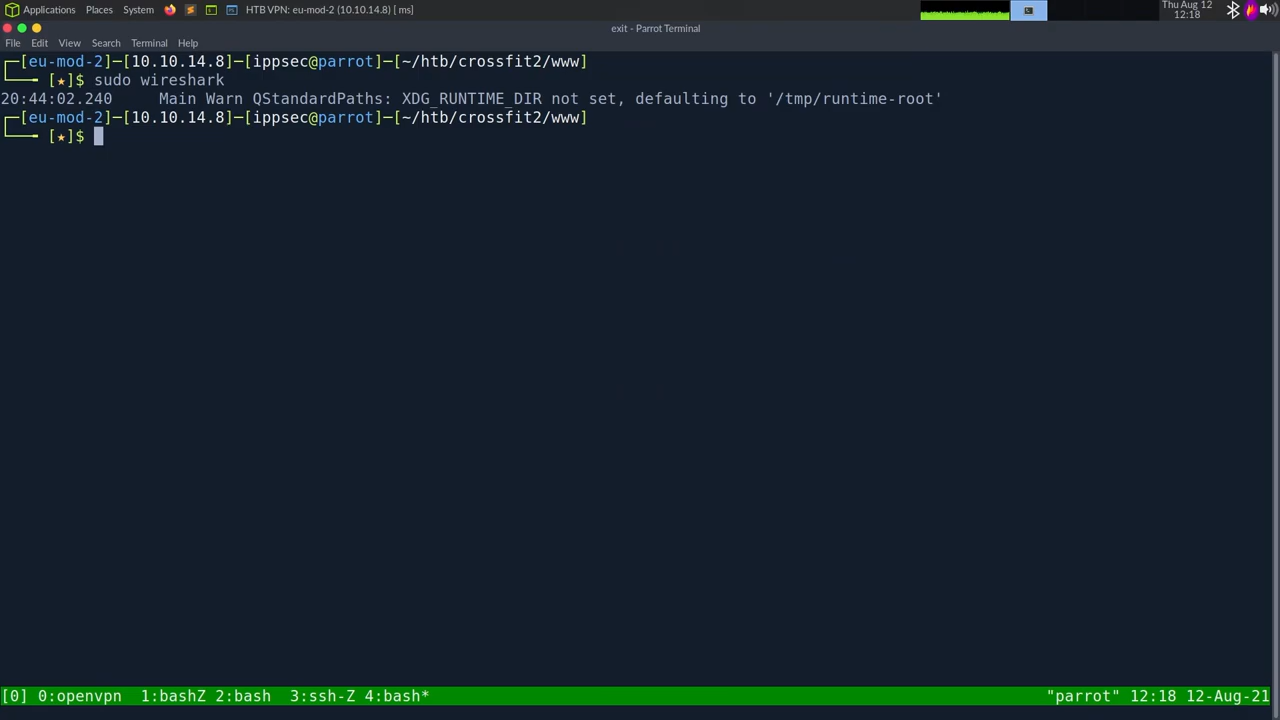 Applications Places System HTB VPN: eu-mod-2 (10.10.14.8) [ ms] Thu Aug 12
12:18
exit - Parrot Terminal
File Edit View Search Terminal Help
┌─[eu-mod-2]─[10.10.14.8]─[ippsec@parrot]─[~/htb/crossfit2/www]
└──╼ [★]$ sudo wireshark
20:44:02.240     Main Warn QStandardPaths: XDG_RUNTIME_DIR not set, defaulting to '/tmp/runtime-root'
┌─[eu-mod-2]─[10.10.14.8]─[ippsec@parrot]─[~/htb/crossfit2/www]
└──╼ [★]$
[0] 0:openvpn  1:bashZ 2:bash  3:ssh-Z 4:bash* "parrot" 12:18 12-Aug-21